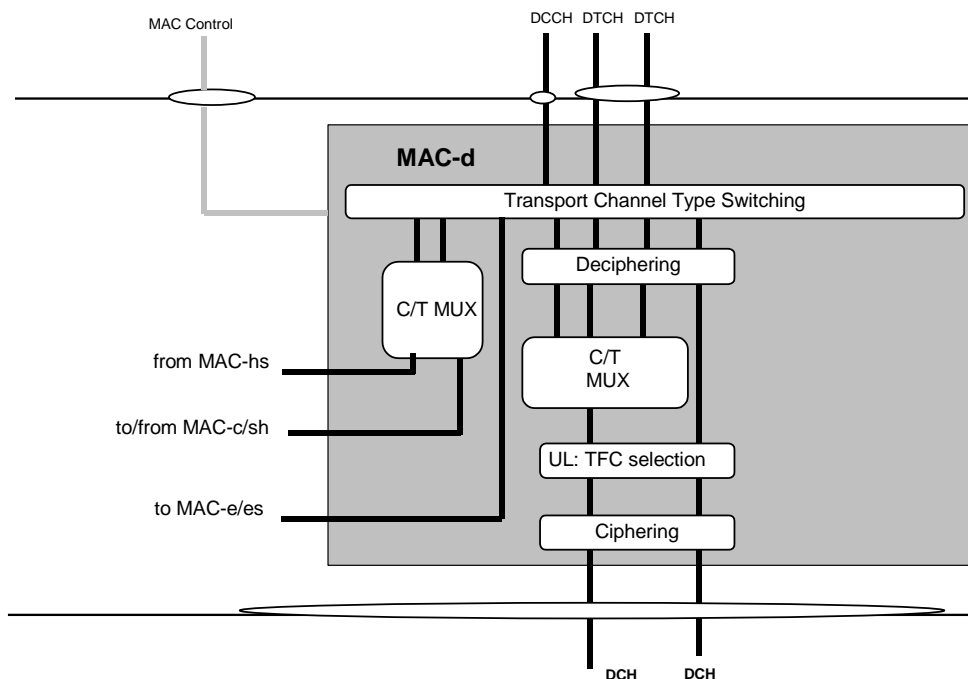 MAC Control
DCCH DTCH DTCH
MAC-d
Transport Channel Type Switching
Deciphering
C/T MUX
from MAC-hs
C/T
MUX
to/from MAC-c/sh
UL: TFC selection
to MAC-e/es
Ciphering
DCH DCH